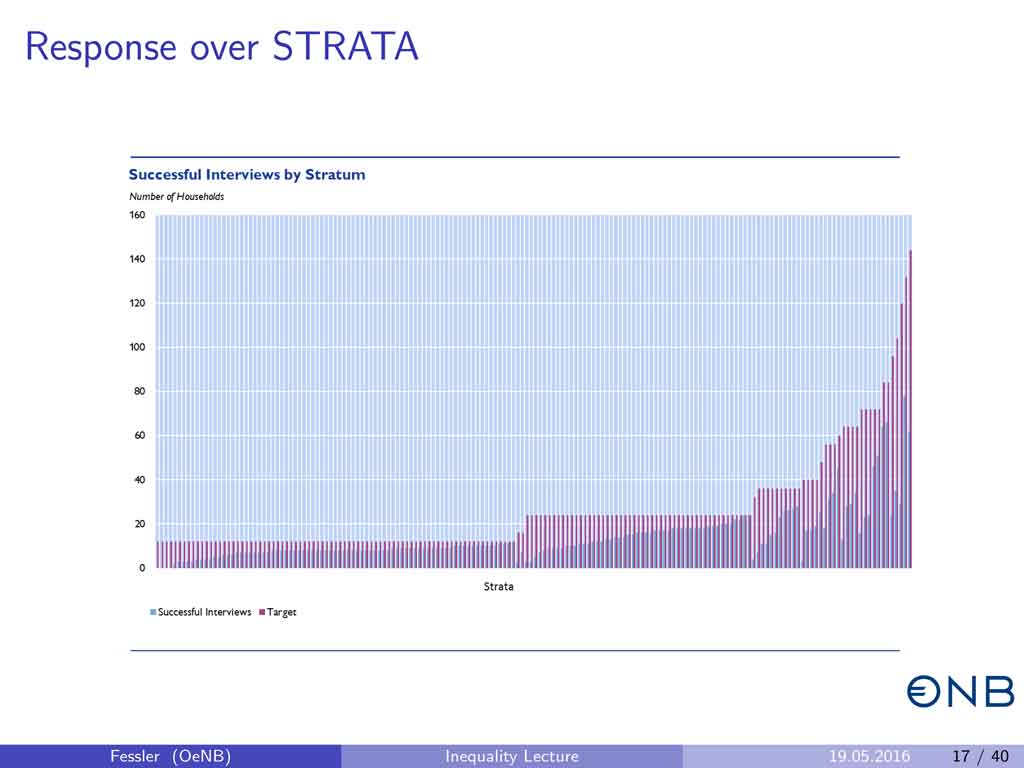 Response over STRATA
Successful Interviews by Stratum
Number of Households
160
140
120
100
80
60
40
20
0
Strata
Successful Interviews Target
€NB
Fessler (OeNB) Inequality Lecture 19.05.2016 17 / 40